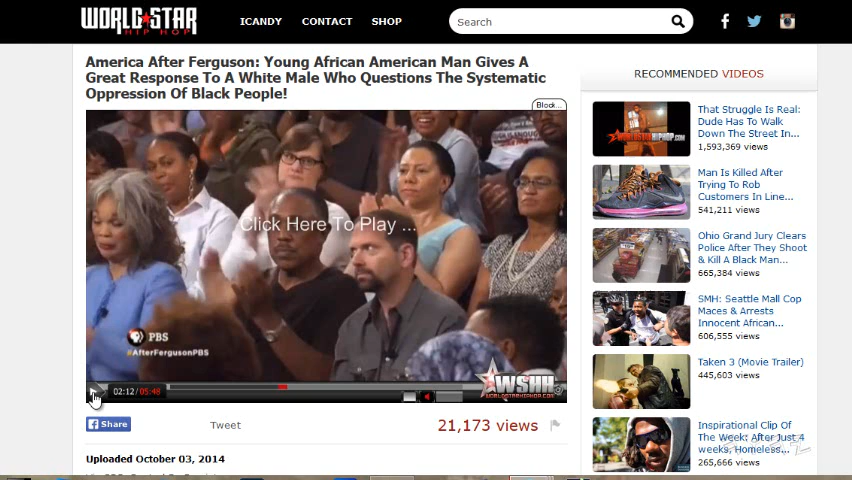 WORLD STAR
HIP HOP
ICANDY
CONTACT
SHOP
Search
America After Ferguson: Young African American Man Gives A
Great Response To A White Male Who Questions The Systematic
Oppression Of Black People!
Block...
Click Here To Play ...
PBS
#AfterFergusonPBS
WSHH
WORLDSTARHIPHOP.COM
02:12/05:48
Share
Tweet
21,173 views
Uploaded October 03, 2014
RECOMMENDED VIDEOS
WORLDSTARHIPHOP.COM
That Struggle Is Real:
Dude Has To Walk
Down The Street In...
1,593,369 views
Man Is Killed After
Trying To Rob
Customers In Line...
541,211 views
Ohio Grand Jury Clears
Police After They Shoot
& Kill A Black Man...
665,384 views
SMH: Seattle Mall Cop
Maces & Arrests
Innocent African...
606,555 views
Taken 3 (Movie Trailer)
445,603 views
Inspirational Clip Of
The Week: After Just 4
weeks, Homeless...
265,666 views